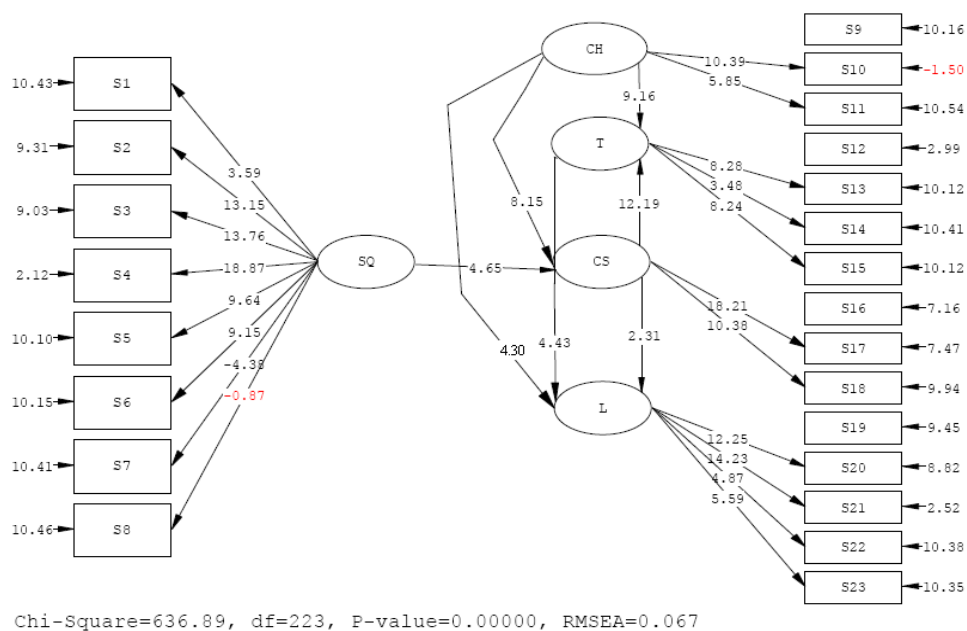 CH
S9
10.16
10.43
S1
10.39
S10
-1.50
5.85
9.16
S11
10.54
9.31
S2
T
S12
2.99
3.59
8.28
S13
10.12
3.48
9.03
S3
13.15
8.15
12.19
8.24
S14
10.41
13.76
2.12
S4
18.87
SQ
4.65
CS
S15
10.12
9.64
18.21
S16
7.16
10.10
S5
9.15
10.38
-4.38
4.30
4.43
2.31
S17
7.47
10.15
S6
-0.87
S18
9.94
L
S19
9.45
10.41
S7
12.25
14.23
S20
8.82
4.87
5.59
S21
2.52
10.46
S8
S22
10.38
S23
10.35
Chi-Square=636.89, df=223, P-value=0.00000, RMSEA=0.067